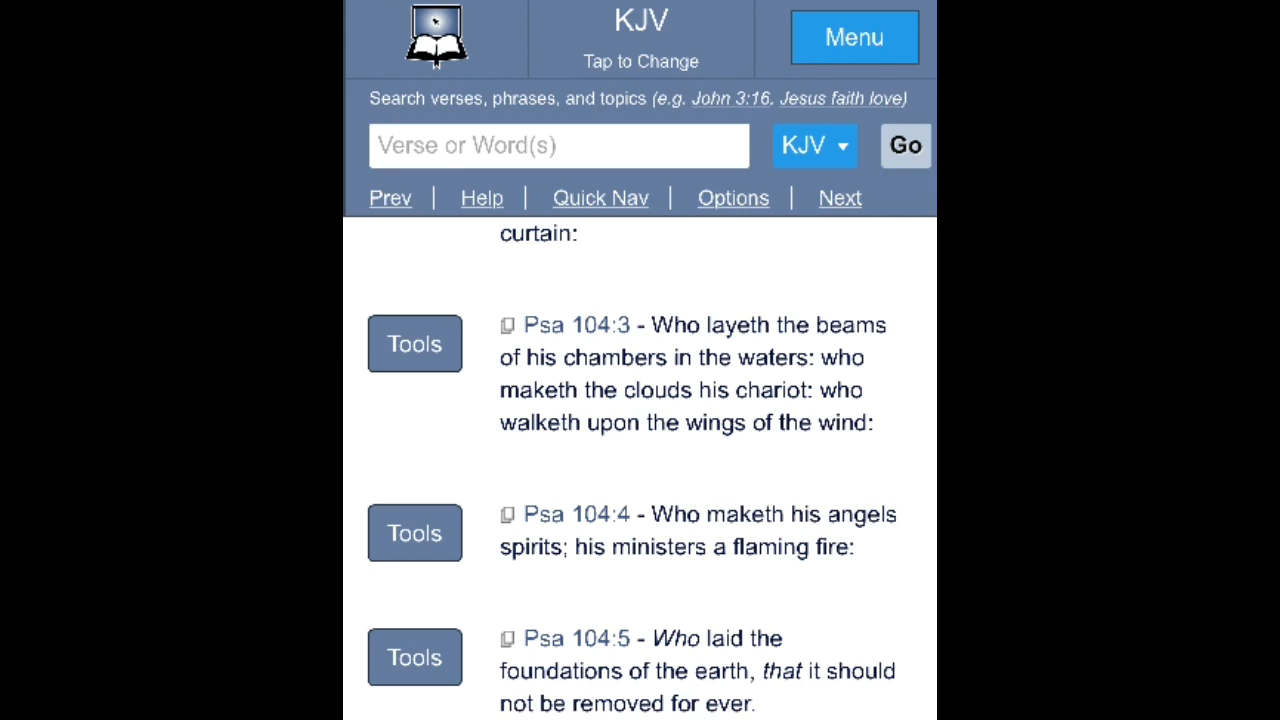 KJV
Tap to Change
Menu
Search verses, phrases, and topics (e.g. John 3:16, Jesus faith love)
Verse or Word(s)
KJV
Go
Prev | Help | Quick Nav | Options | Next
curtain:
Tools
Psa 104:3 - Who layeth the beams
of his chambers in the waters: who
maketh the clouds his chariot: who
walketh upon the wings of the wind:
Tools
Psa 104:4 - Who maketh his angels
spirits; his ministers a flaming fire:
Tools
Psa 104:5 - Who laid the
foundations of the earth, that it should
not be removed for ever.